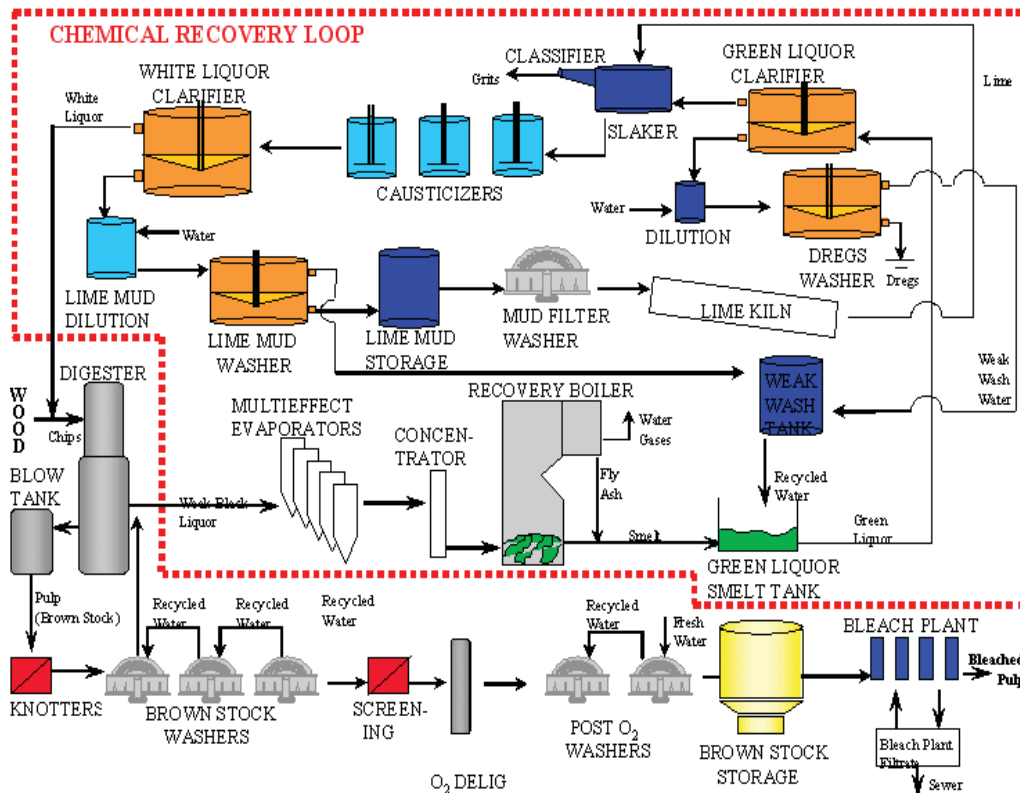 CHEMICAL RECOVERY LOOP
WHITE LIQUOR
CLARIFIER
White
Liquor
CLASSIFIER
Grits
SLAKER
GREEN LIQUOR
CLARIFIER
Lime
CAUSTICIZERS
Water
DILUTION
DREGS
WASHER
Dregs
Water
LIME MUD
DILUTION
LIME MUD
WASHER
LIME MUD
STORAGE
MUD FILTER
WASHER
LIME KILN
Weak
Wash
Water
WEAK
WASH
TANK
WOOD
Chips
DIGESTER
BLOW
TANK
MULTIEFFECT
EVAPORATORS
CONCEN-
TRATOR
RECOVERY BOILER
Water
Gases
Fly
Ash
Weak Black
Liquor
Smelt
Recycled
Water
Green
Liquor
GREEN LIQUOR
SMELT TANK
Pulp
(Brown Stock)
Recycled
Water
Recycled
Water
Recycled
Water
Recycled
Water
Fresh
Water
BLEACH PLANT
Bleached
Pulp
KNOTTERS
BROWN STOCK
WASHERS
SCREEN-
ING
O2 DELIG
POST O2
WASHERS
BROWN STOCK
STORAGE
Bleach Plant
Filtrate
Sewer